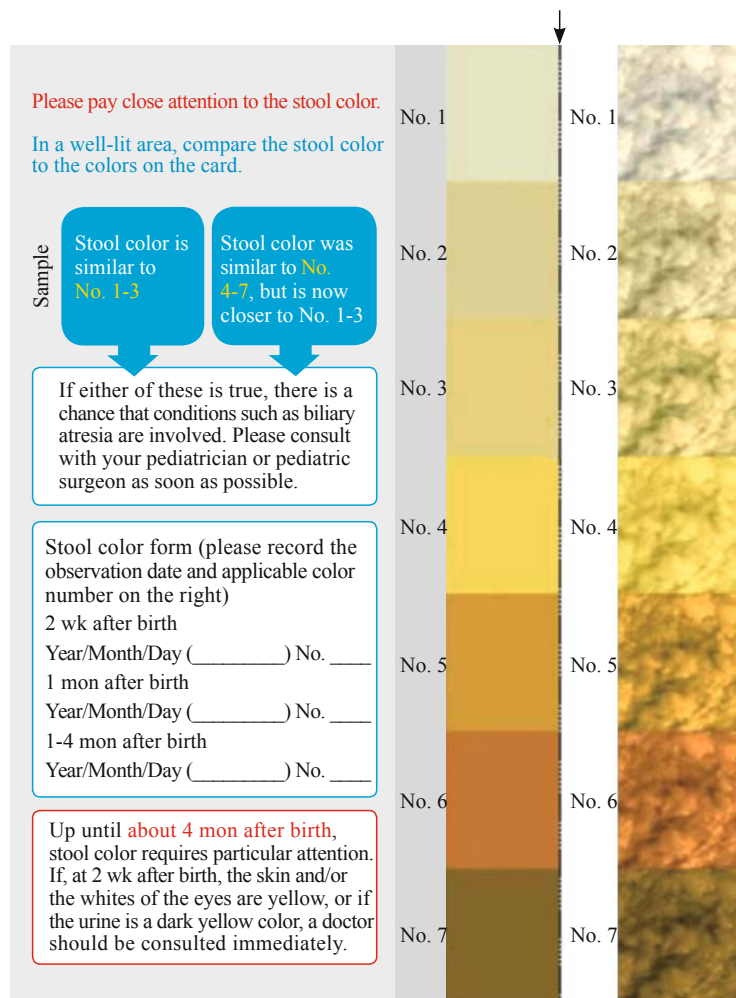 Please pay close attention to the stool color.
In a well-lit area, compare the stool color
to the colors on the card.
Sample
Stool color is
similar to
No. 1-3
Stool color was
similar to No.
4-7, but is now
closer to No. 1-3
If either of these is true, there is a
chance that conditions such as biliary
atresia are involved. Please consult
with your pediatrician or pediatric
surgeon as soon as possible.
Stool color form (please record the
observation date and applicable color
number on the right)
2 wk after birth
Year/Month/Day (_________) No. ____
1 mon after birth
Year/Month/Day (_________) No. ____
1-4 mon after birth
Year/Month/Day (_________) No. ____
Up until about 4 mon after birth,
stool color requires particular attention.
If, at 2 wk after birth, the skin and/or
the whites of the eyes are yellow, or if
the urine is a dark yellow color, a doctor
should be consulted immediately.
No. 1
No. 2
No. 3
No. 4
No. 5
No. 6
No. 7
No. 1
No. 2
No. 3
No. 4
No. 5
No. 6
No. 7